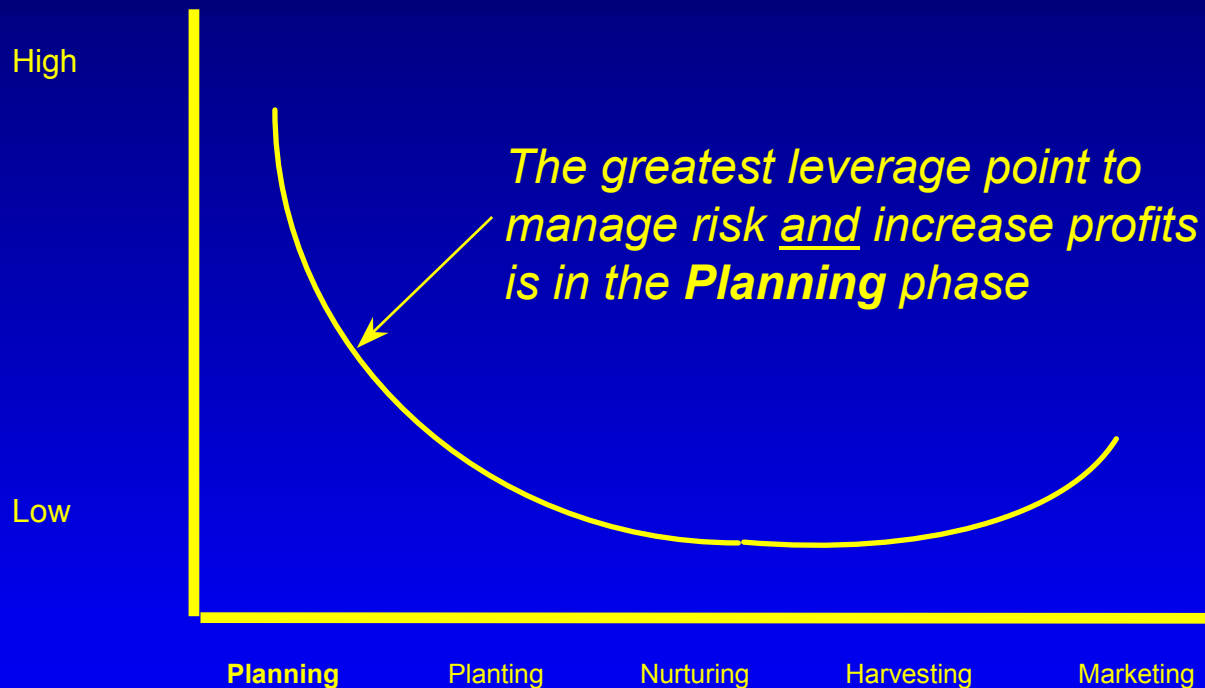 High
The greatest leverage point to
manage risk and increase profits
is in the Planning phase
Low
Planning Planting Nurturing Harvesting Marketing